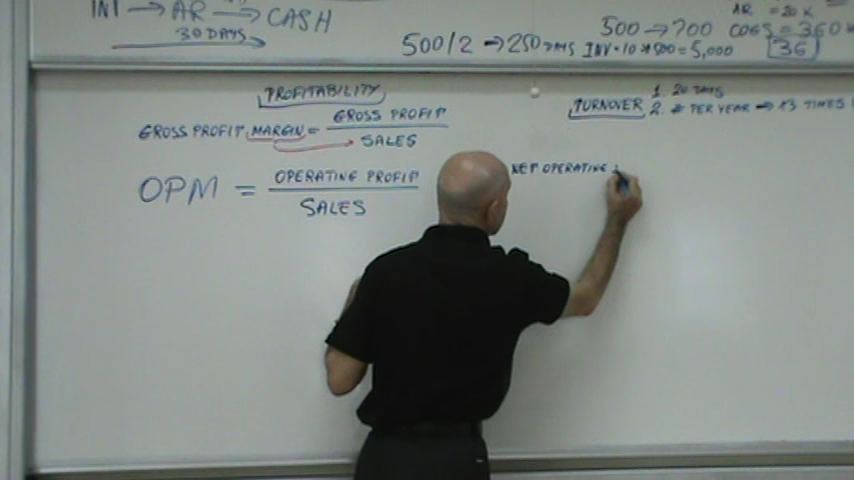 INV → AR → CASH
30 DAYS
500/2 → 250
500 → 700
INV = 10 * 500 = 5,000
AR = 20K
COGS = 360
36
PROFITABILITY
GROSS PROFIT MARGIN = GROSS PROFIT
SALES
OPM = OPERATING PROFIT
SALES
TURNOVER
1. 20 DAYS
2. # PER YEAR → 13 TIMES
NET OPERATING